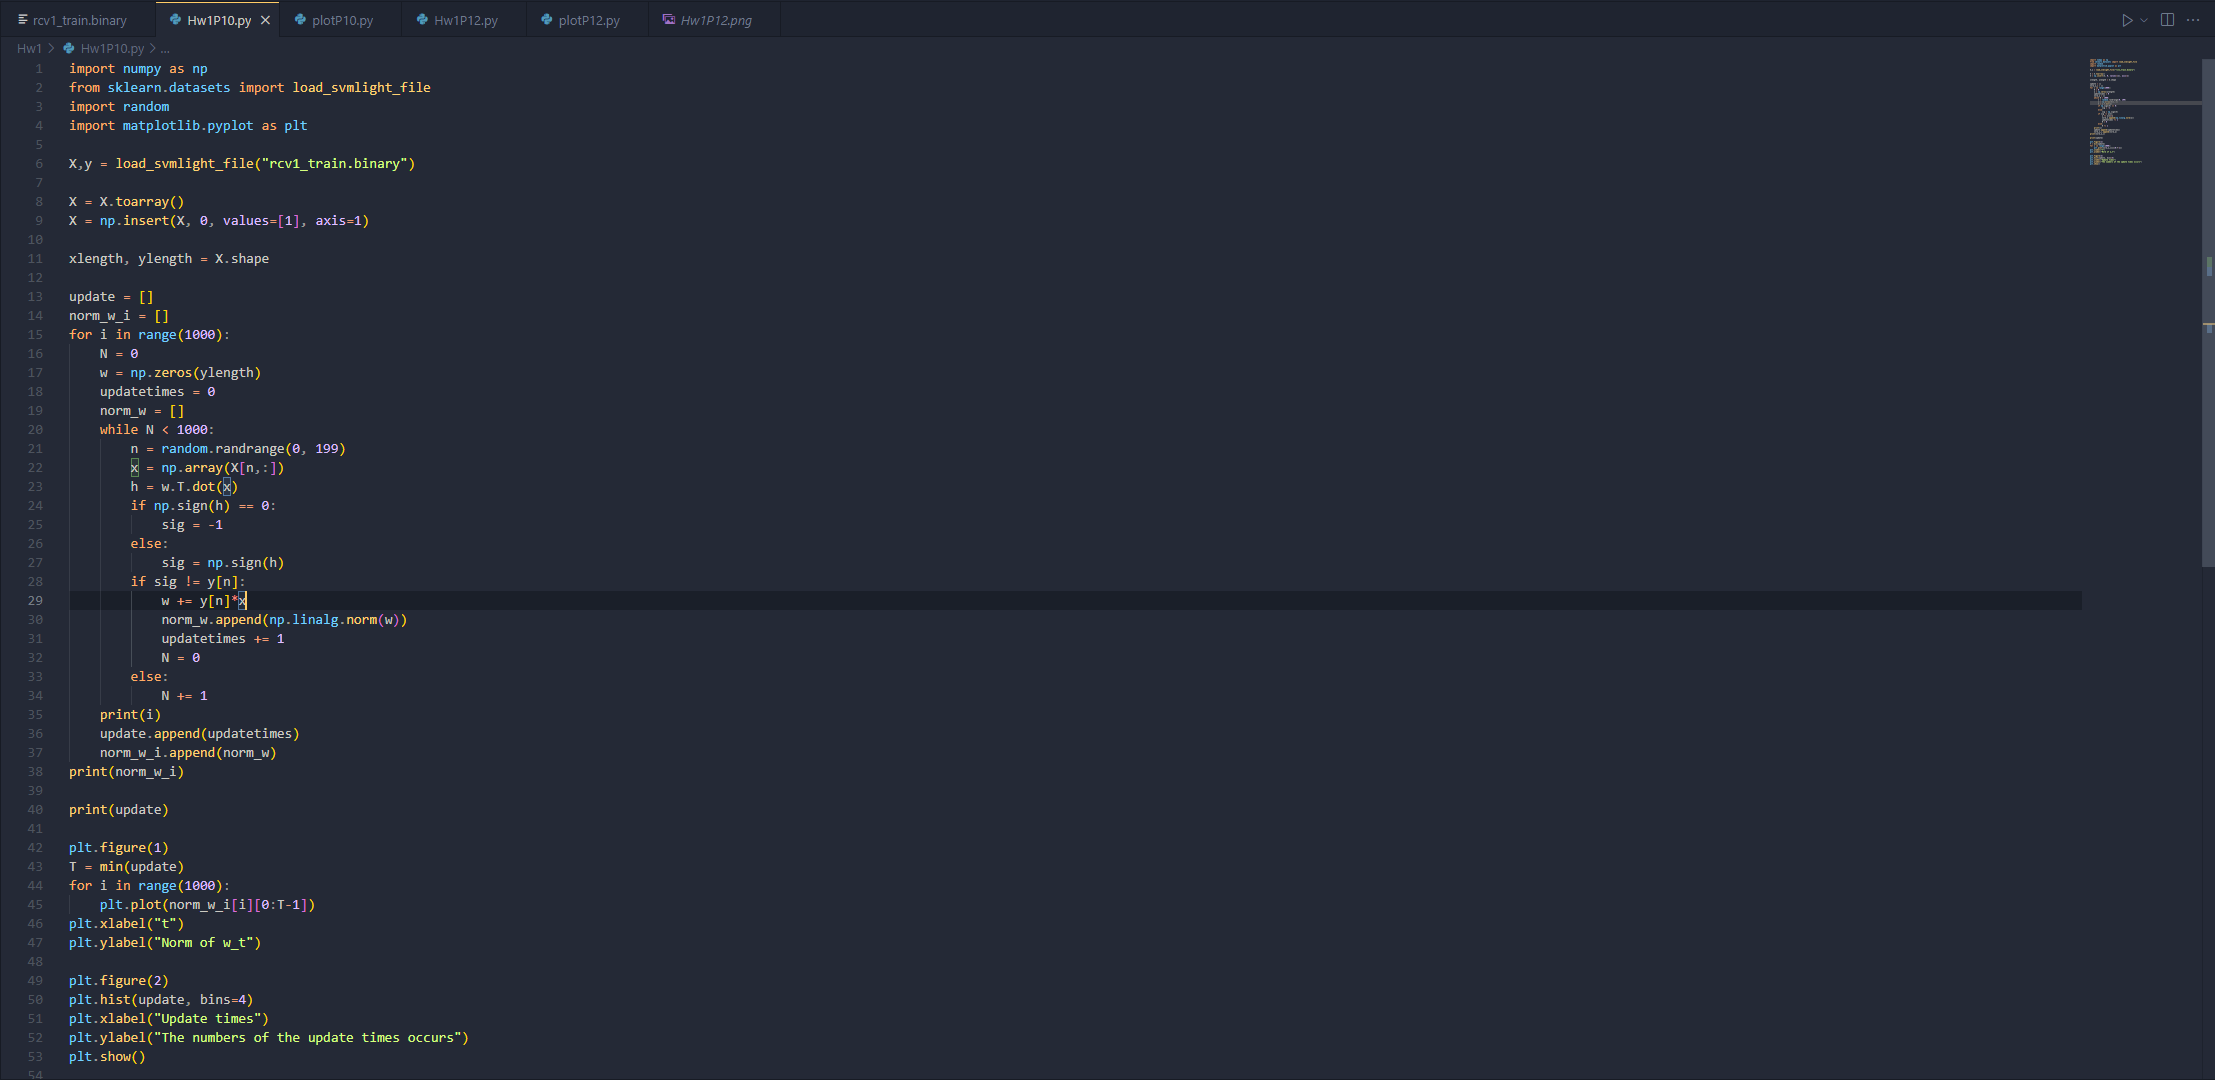 rcv1_train.binary Hw1P10.py plotP10.py Hw1P12.py plotP12.py Hw1P12.png
Hw1 > Hw1P10.py > ...
1 import numpy as np
2 from sklearn.datasets import load_svmlight_file
3 import random
4 import matplotlib.pyplot as plt
5
6 X,y = load_svmlight_file("rcv1_train.binary")
7
8 X = X.toarray()
9 X = np.insert(X, 0, values=[1], axis=1)
10
11 xlength, ylength = X.shape
12
13 update = []
14 norm_w_i = []
15 for i in range(1000):
16     N = 0
17     w = np.zeros(ylength)
18     updatetimes = 0
19     norm_w = []
20     while N < 1000:
21         n = random.randrange(0, 199)
22         x = np.array(X[n,:])
23         h = w.T.dot(x)
24         if np.sign(h) == 0:
25             sig = -1
26         else:
27             sig = np.sign(h)
28         if sig != y[n]:
29             w += y[n]*x
30             norm_w.append(np.linalg.norm(w))
31             updatetimes += 1
32             N = 0
33         else:
34             N += 1
35     print(i)
36     update.append(updatetimes)
37     norm_w_i.append(norm_w)
38 print(norm_w_i)
39
40 print(update)
41
42 plt.figure(1)
43 T = min(update)
44 for i in range(1000):
45     plt.plot(norm_w_i[i][0:T-1])
46 plt.xlabel("t")
47 plt.ylabel("Norm of w_t")
48
49 plt.figure(2)
50 plt.hist(update, bins=4)
51 plt.xlabel("Update times")
52 plt.ylabel("The numbers of the update times occurs")
53 plt.show()
54